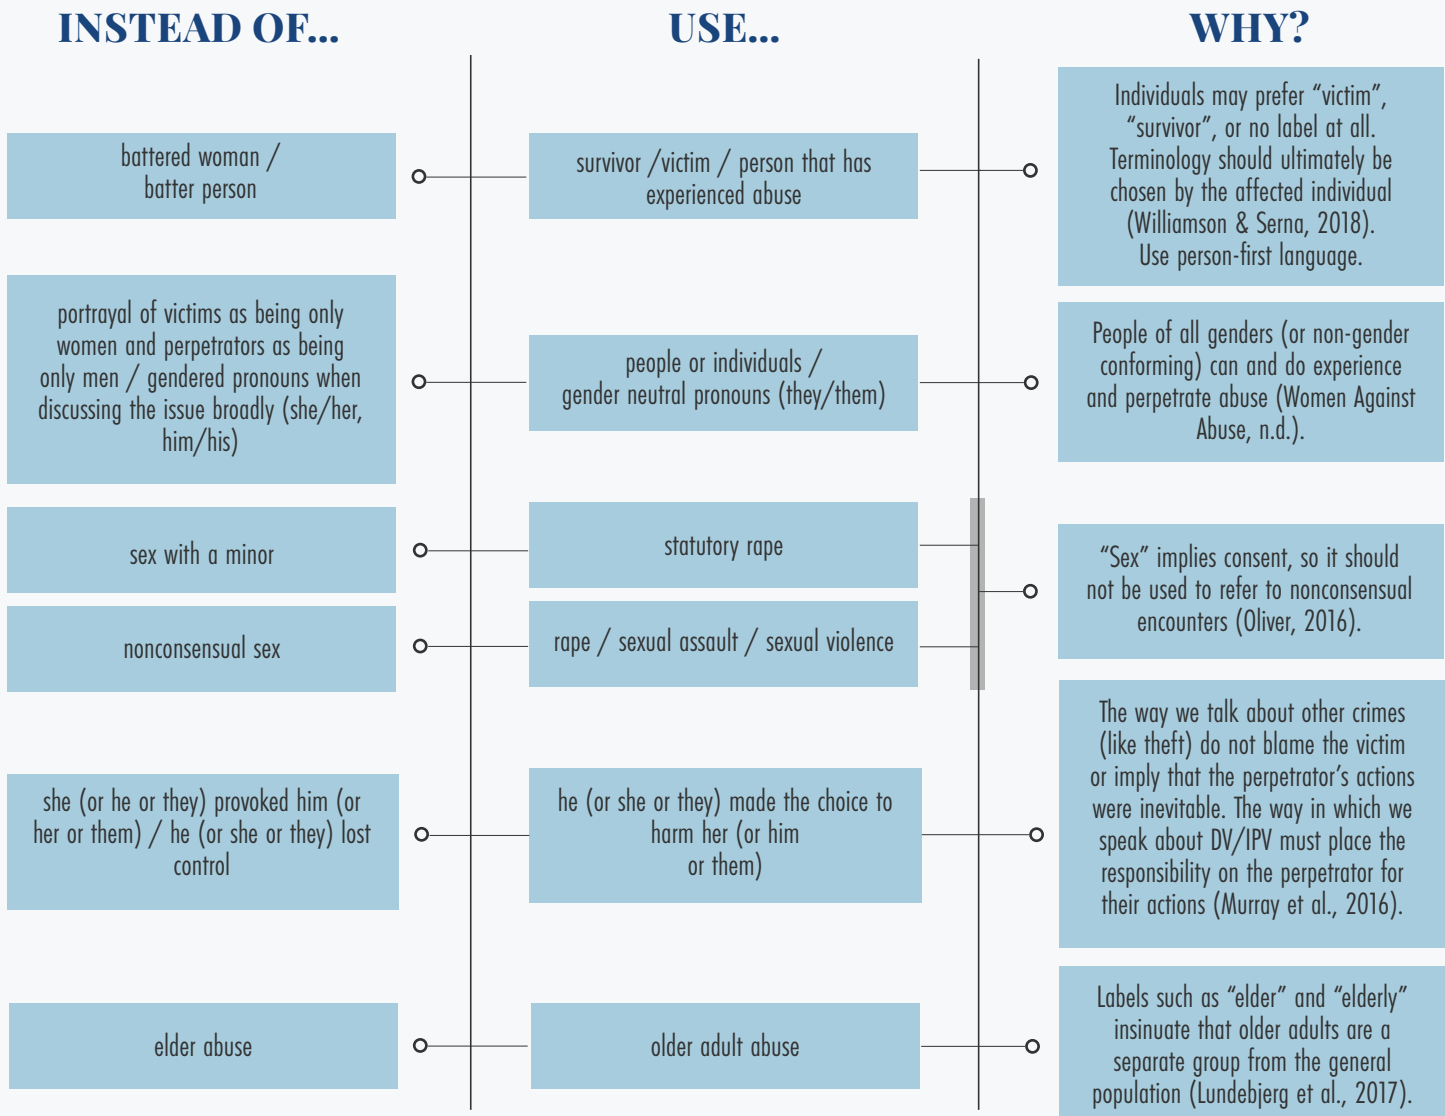 INSTEAD OF...
USE...
WHY?
battered woman /
batter person
survivor /victim / person that has
experienced abuse
Individuals may prefer “victim”,
“survivor”, or no label at all.
Terminology should ultimately be
chosen by the affected individual
(Williamson & Serna, 2018).
Use person-first language.
portrayal of victims as being only
women and perpetrators as being
only men / gendered pronouns when
discussing the issue broadly (she/her,
him/his)
people or individuals /
gender neutral pronouns (they/them)
People of all genders (or non-gender
conforming) can and do experience
and perpetrate abuse (Women Against
Abuse, n.d.).
sex with a minor
statutory rape
nonconsensual sex
rape / sexual assault / sexual violence
“Sex” implies consent, so it should
not be used to refer to nonconsensual
encounters (Oliver, 2016).
she (or he or they) provoked him (or
her or them) / he (or she or they) lost
control
he (or she or they) made the choice to
harm her (or him
or them)
The way we talk about other crimes
(like theft) do not blame the victim
or imply that the perpetrator’s actions
were inevitable. The way in which we
speak about DV/IPV must place the
responsibility on the perpetrator for
their actions (Murray et al., 2016).
elder abuse
older adult abuse
Labels such as “elder” and “elderly”
insinuate that older adults are a
separate group from the general
population (Lundebjerg et al., 2017).